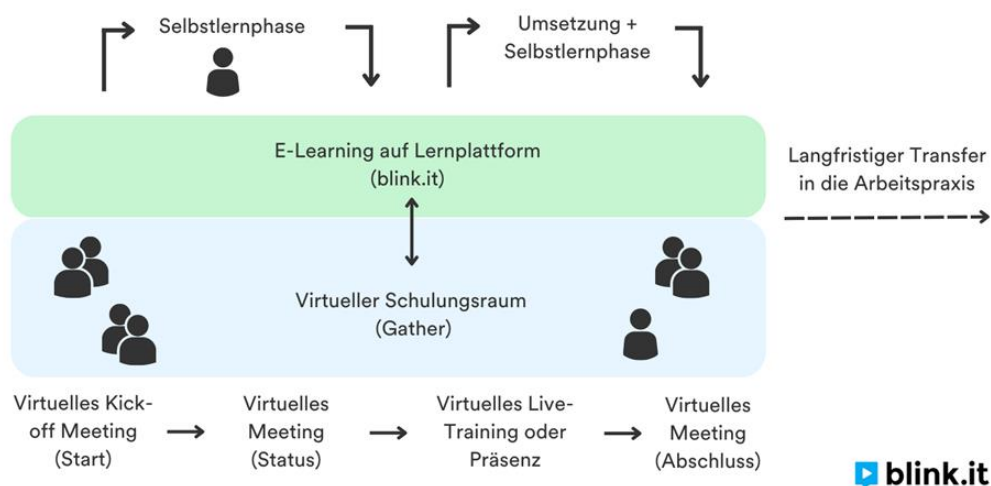 Selbstlernphase
Umsetzung +
Selbstlernphase
E-Learning auf Lernplattform
(blink.it)
Langfristiger Transfer
in die Arbeitspraxis
Virtueller Schulungsraum
(Gather)
Virtuelles Kick-
off Meeting
(Start)
Virtuelles
Meeting
(Status)
Virtuelles Live-
Training oder
Präsenz
Virtuelles
Meeting
(Abschluss)
blink.it